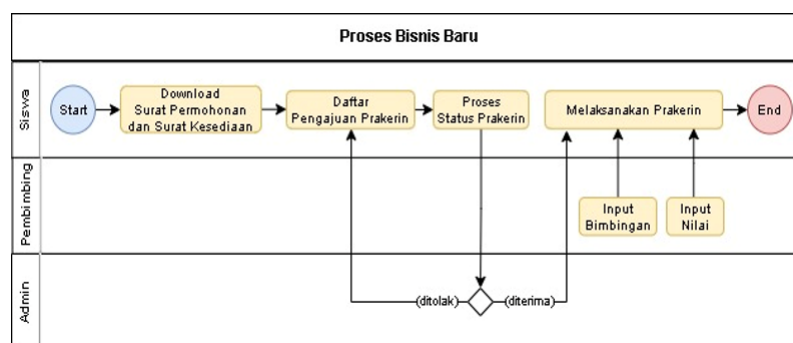 Proses Bisnis Baru
Siswa
Start
Download
Surat Permohonan
dan Surat Kesediaan
Daftar
Pengajuan Prakerin
Proses
Status Prakerin
Melaksanakan Prakerin
End
Pembimbing
Input
Bimbingan
Input
Nilai
Admin
(ditolak)
(diterima)